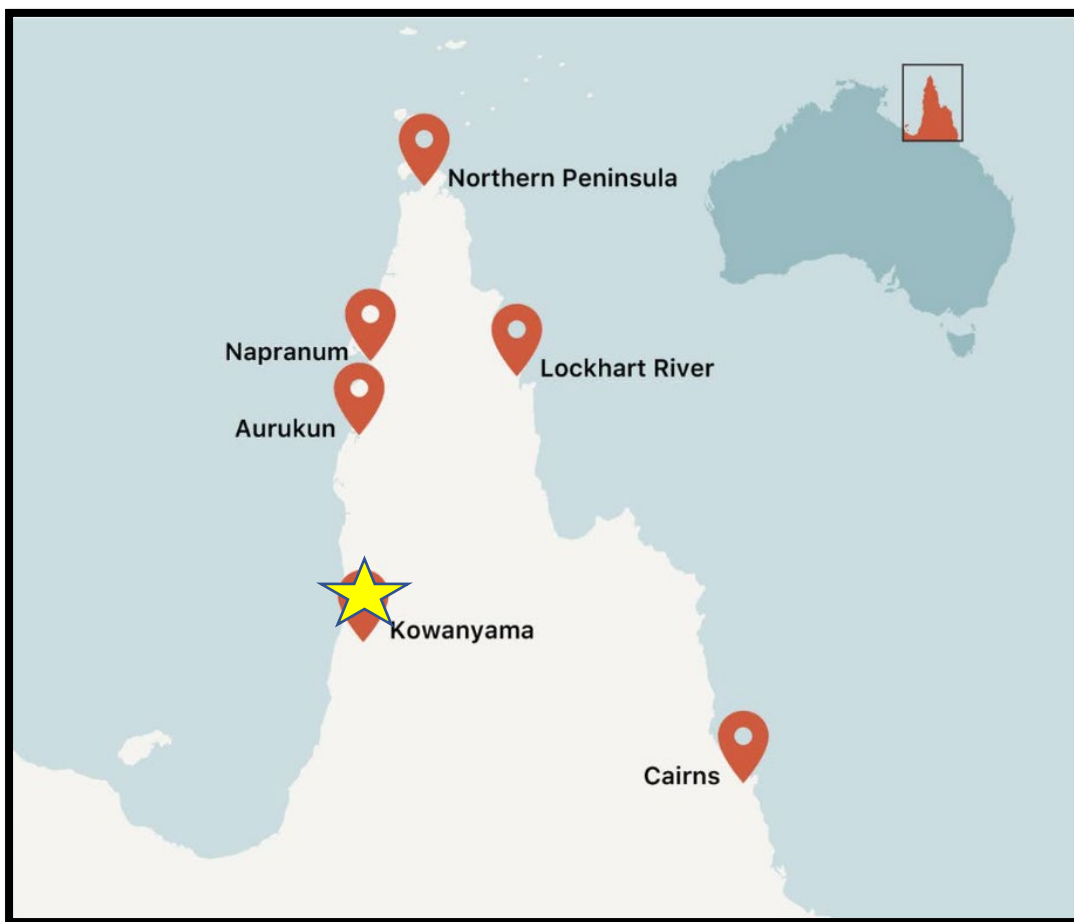 Northern Peninsula
Napranum
Lockhart River
Aurukun
Kowanyama
Cairns